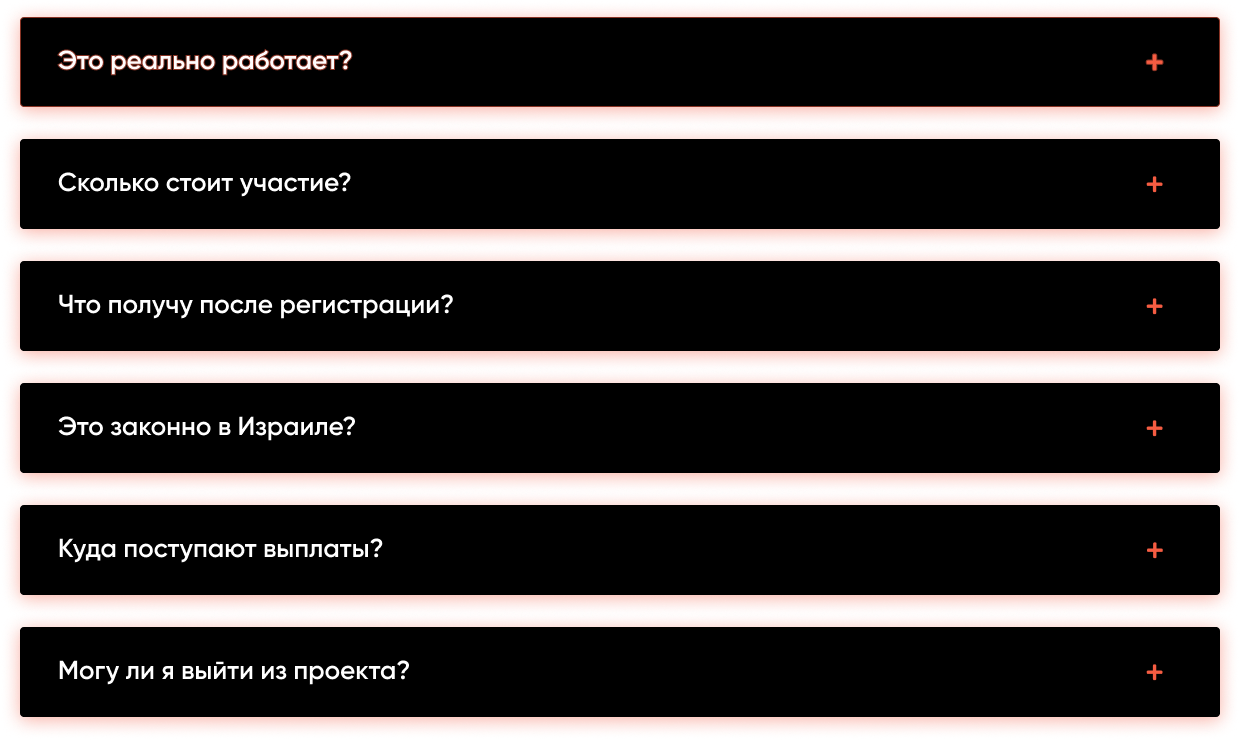 Это реально работает?
Сколько стоит участие?
Что получу после регистрации?
Это законно в Израиле?
Куда поступают выплаты?
Могу ли я выйти из проекта?